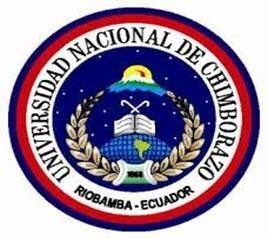 UNIVERSIDAD NACIONAL DE CHIMBORAZO
RIOBAMBA - ECUADOR